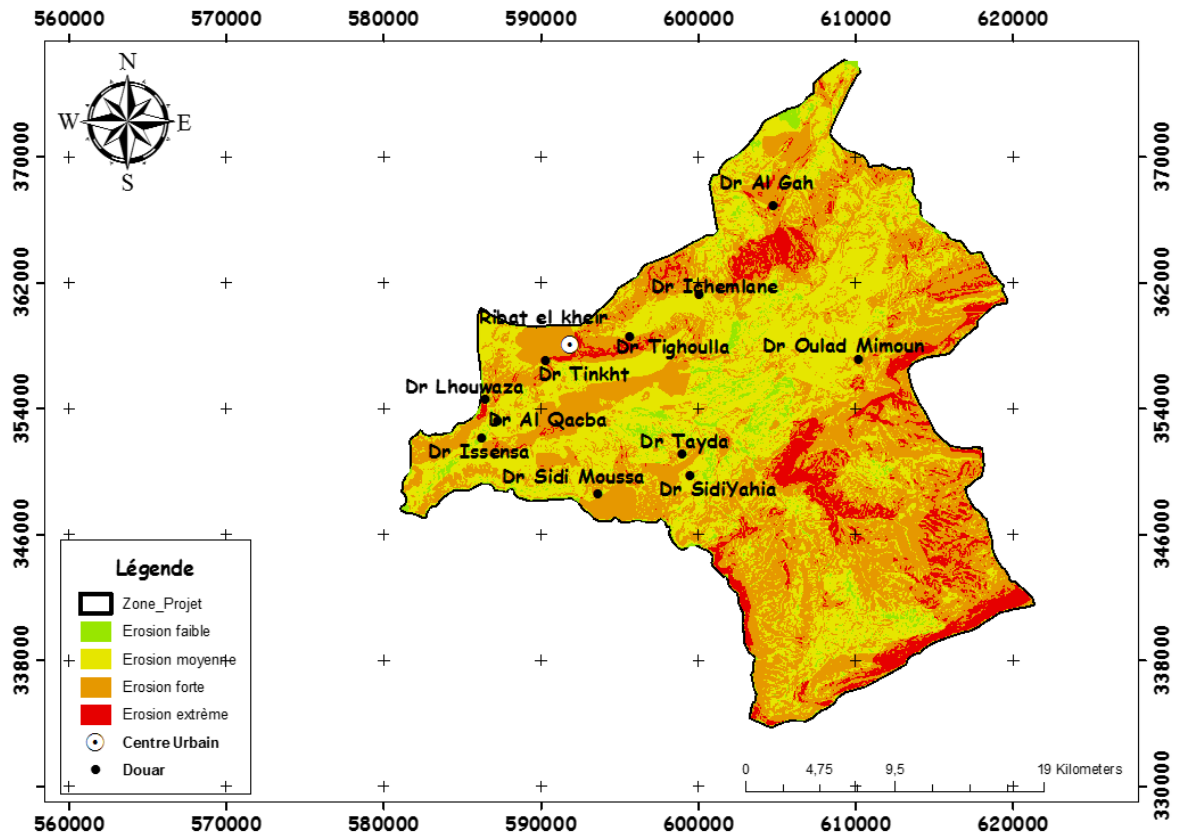 560000 570000 580000 590000 600000 610000 620000
N
W E
S
370000 370000
Dr Al Gah
362000 362000
Dr Ichemlane
Ribat el kheir
Dr Tighoulla Dr Oulad Mimoun
Dr Tinkht
Dr Lhouwaza
354000 354000
Dr Al Qacba
Dr Tayda
Dr Issensa
Dr Sidi Moussa
Dr SidiYahia
346000 346000
Légende
Zone_Projet
Erosion faible
Erosion moyenne
338000 338000
Erosion forte
Erosion extrème
Centre Urbain
Douar
0 4,75 9,5 19 Kilometers
330000 330000
560000 570000 580000 590000 600000 610000 620000